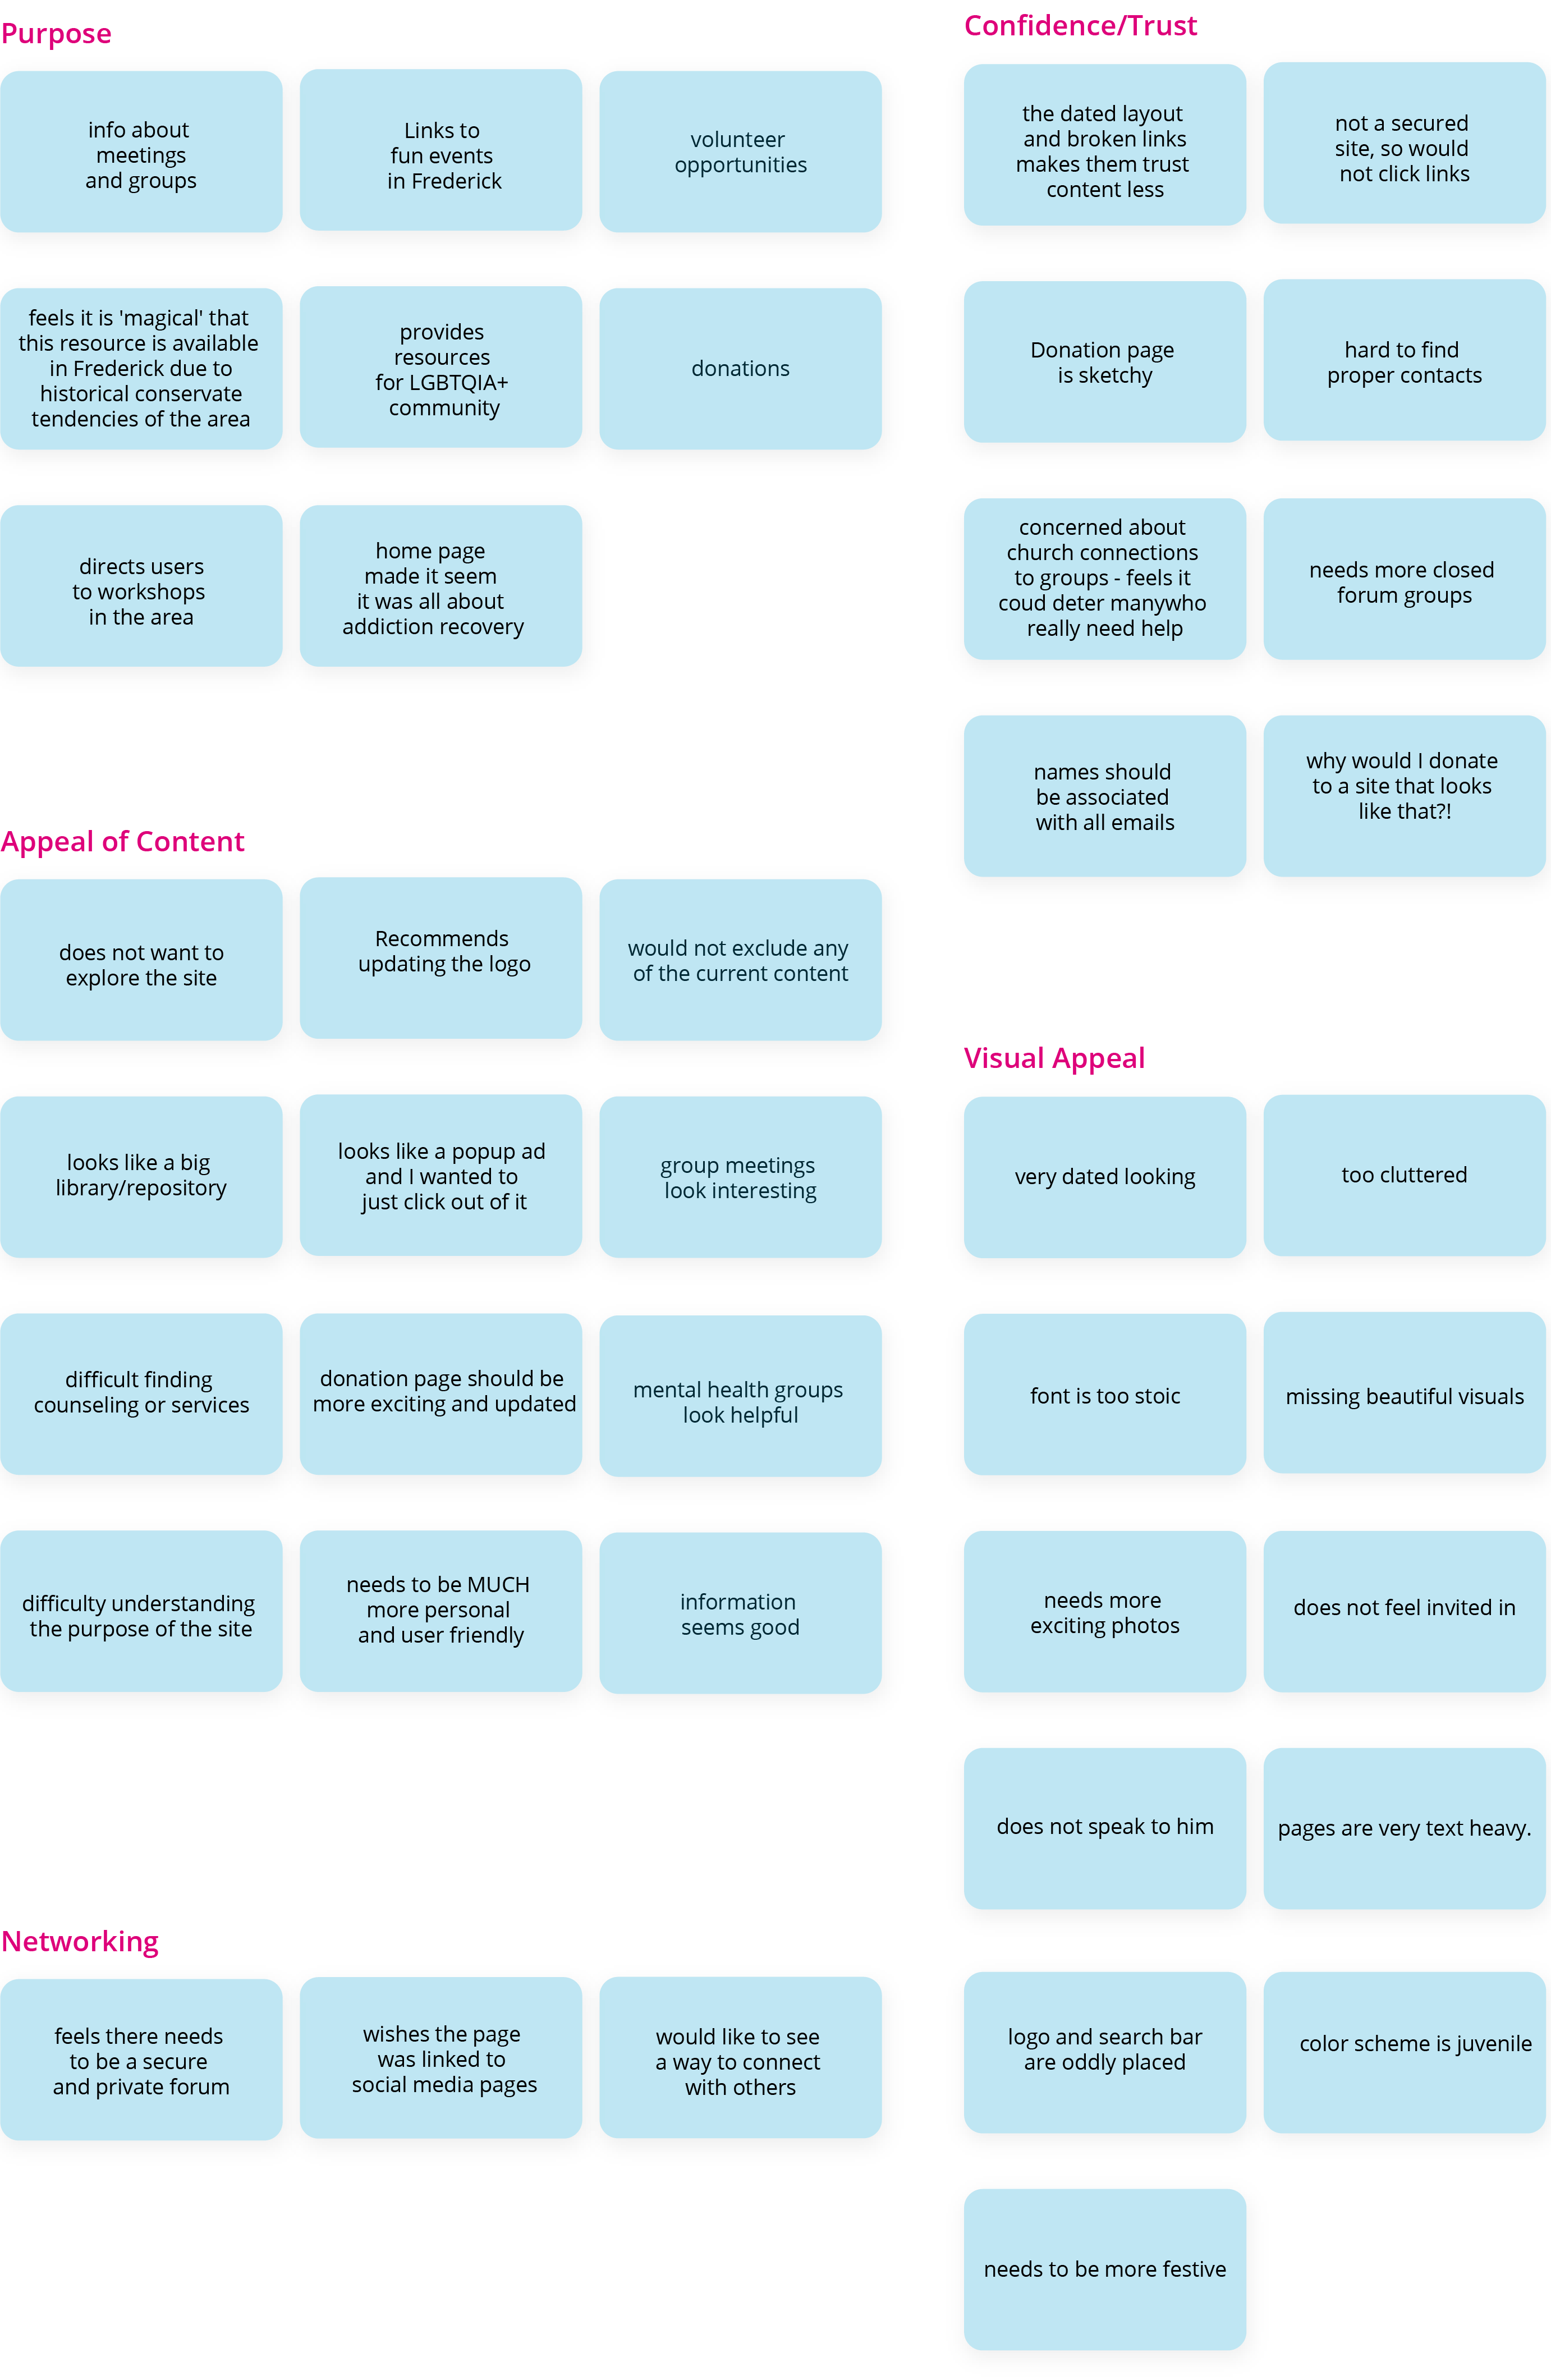 Purpose
info about
meetings
and groups
Links to
fun events
in Frederick
volunteer
opportunities
feels it is 'magical' that
this resource is available
in Frederick due to
historical conservate
tendencies of the area
provides
resources
for LGBTQIA+
community
donations
directs users
to workshops
in the area
home page
made it seem
it was all about
addiction recovery
Confidence/Trust
the dated layout
and broken links
makes them trust
content less
not a secured
site, so would
not click links
Donation page
is sketchy
hard to find
proper contacts
concerned about
church connections
to groups - feels it
coud deter manywho
really need help
needs more closed
forum groups
names should
be associated
with all emails
why would I donate
to a site that looks
like that?!
Appeal of Content
does not want to
explore the site
Recommends
updating the logo
would not exclude any
of the current content
looks like a big
library/repository
looks like a popup ad
and I wanted to
just click out of it
group meetings
look interesting
difficult finding
counseling or services
donation page should be
more exciting and updated
mental health groups
look helpful
difficulty understanding
the purpose of the site
needs to be MUCH
more personal
and user friendly
information
seems good
Visual Appeal
very dated looking
too cluttered
font is too stoic
missing beautiful visuals
needs more
exciting photos
does not feel invited in
does not speak to him
pages are very text heavy.
logo and search bar
are oddly placed
color scheme is juvenile
needs to be more festive
Networking
feels there needs
to be a secure
and private forum
wishes the page
was linked to
social media pages
would like to see
a way to connect
with others